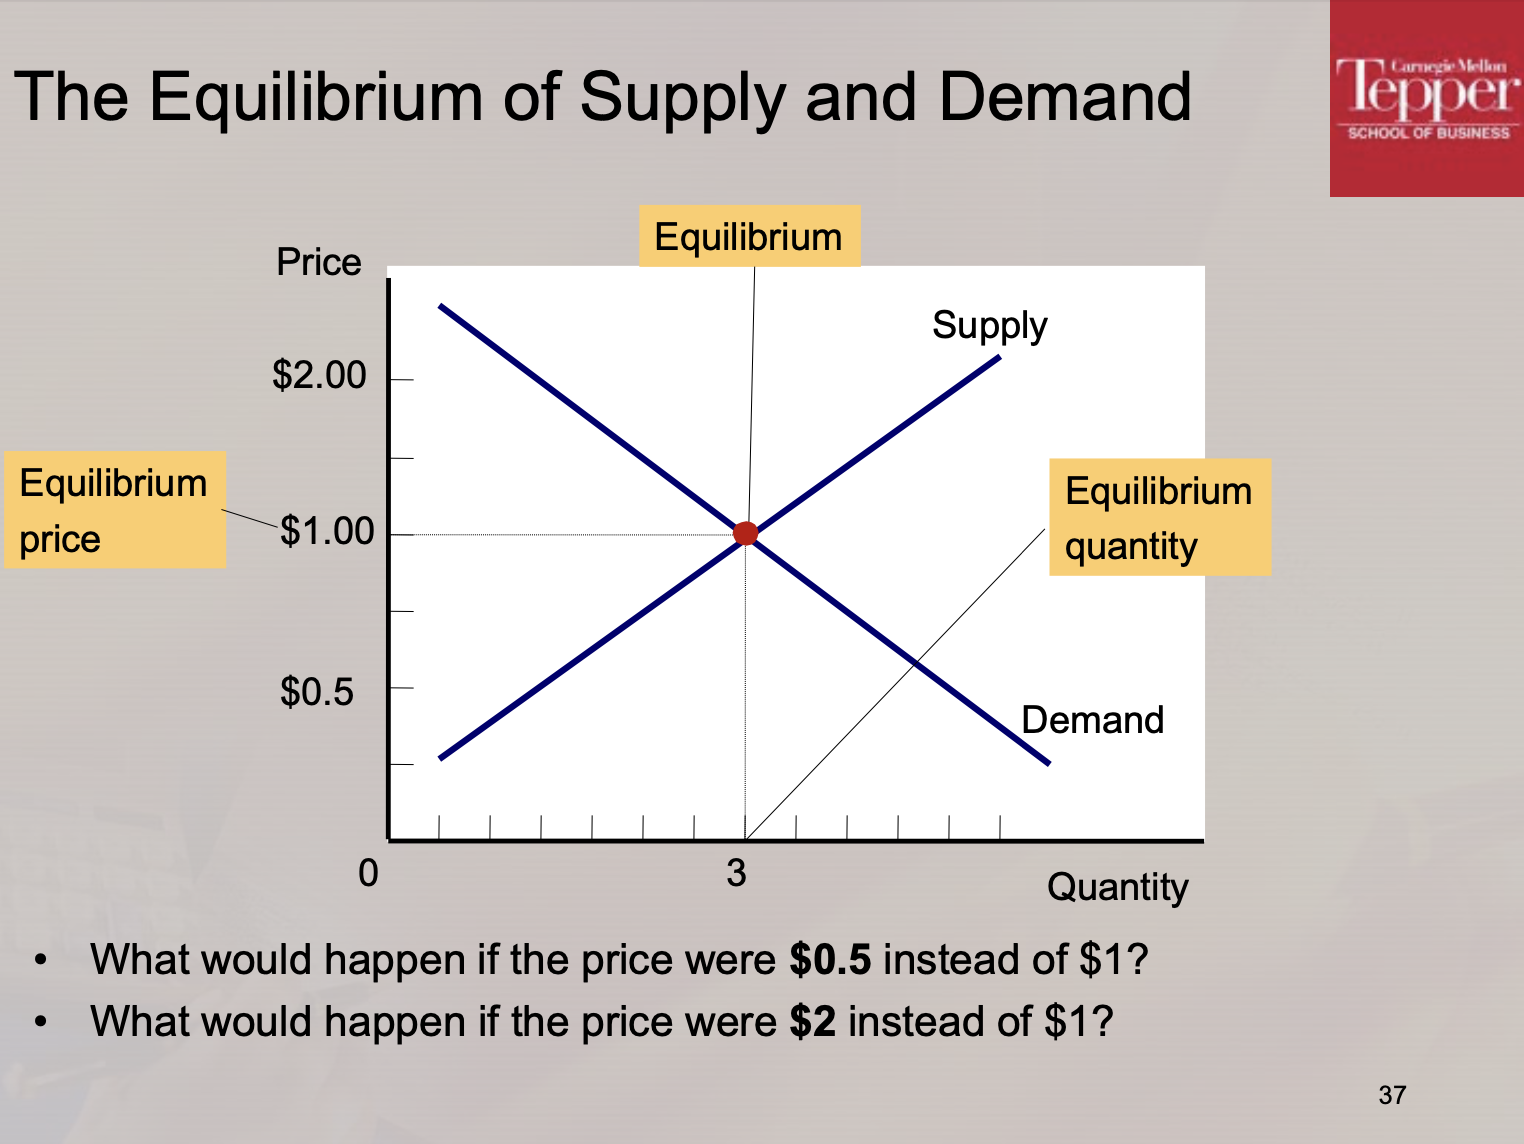 The Equilibrium of Supply and Demand
Carnegie Mellon
Tepper
SCHOOL OF BUSINESS
Equilibrium
Price
Supply
$2.00
Equilibrium
price
$1.00
Equilibrium
quantity
$0.5
Demand
0
3
Quantity
• What would happen if the price were $0.5 instead of $1?
• What would happen if the price were $2 instead of $1?
37